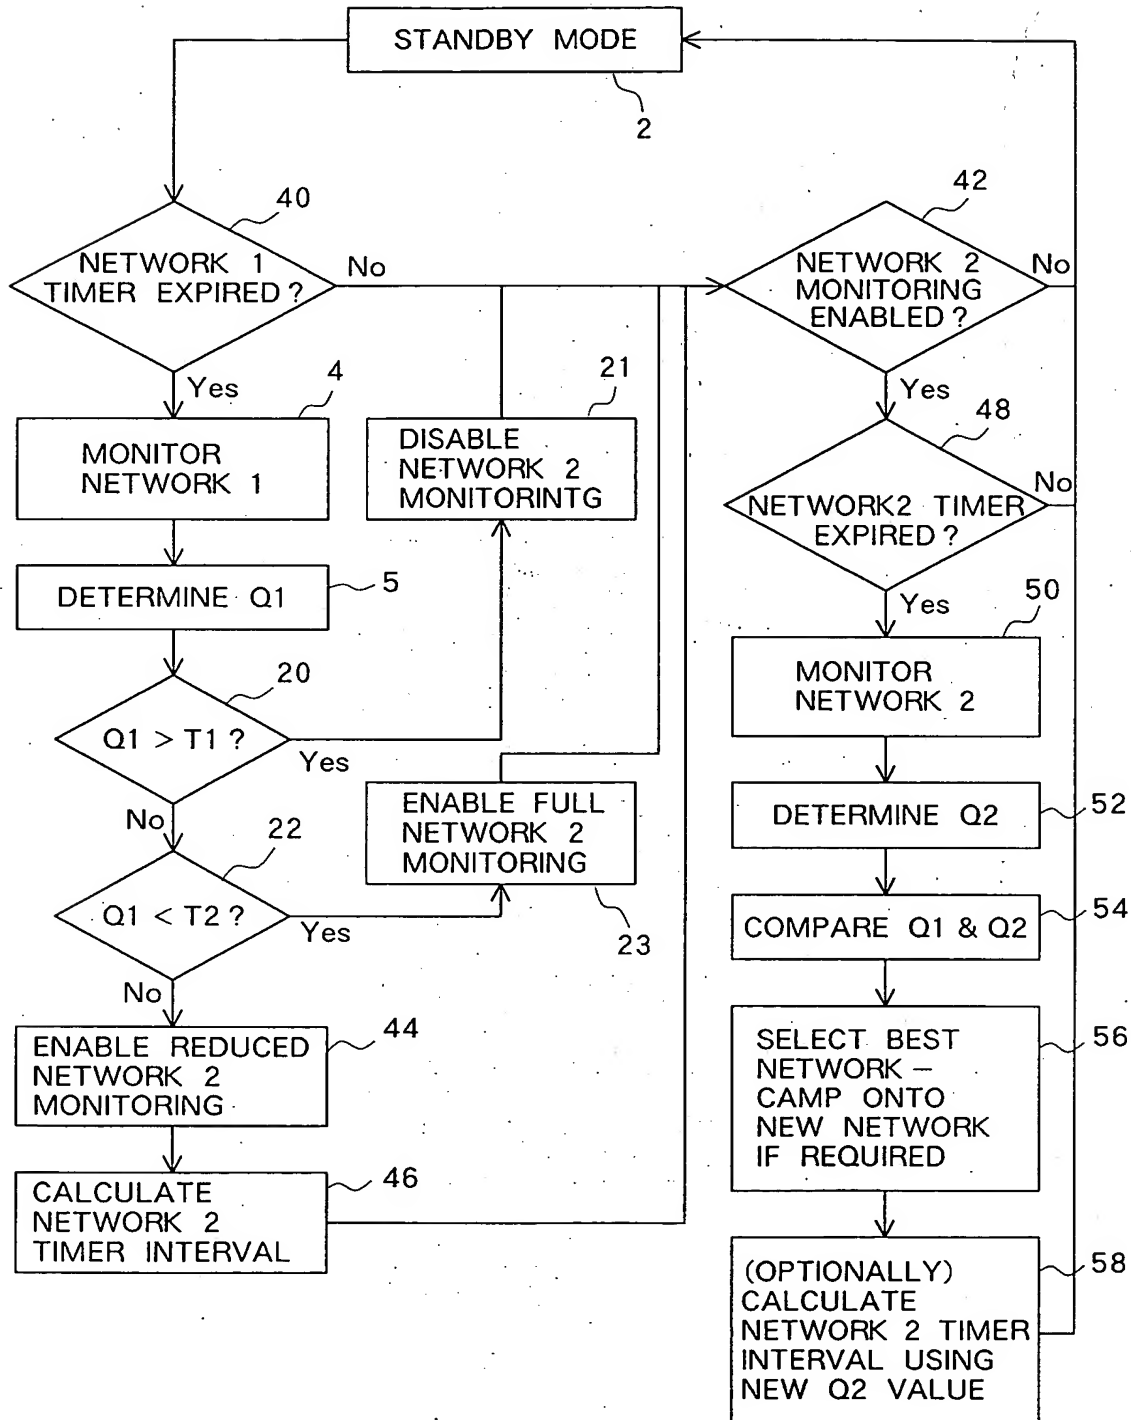 STANDBY MODE
2
40
NETWORK 1
TIMER EXPIRED?
No
Yes
4
MONITOR
NETWORK 1
5
DETERMINE Q1
20
Q1 > T1?
Yes
No
22
Q1 < T2?
Yes
No
44
ENABLE REDUCED
NETWORK 2
MONITORING
46
CALCULATE
NETWORK 2
TIMER INTERVAL
21
DISABLE
NETWORK 2
MONITORINTG
ENABLE FULL
NETWORK 2
MONITORING
23
42
NETWORK 2
MONITORING
ENABLED?
No
Yes
48
NETWORK2 TIMER
EXPIRED?
No
Yes
50
MONITOR
NETWORK 2
52
DETERMINE Q2
54
COMPARE Q1 & Q2
56
SELECT BEST
NETWORK –
CAMP ONTO
NEW NETWORK
IF REQUIRED
58
(OPTIONALLY)
CALCULATE
NETWORK 2 TIMER
INTERVAL USING
NEW Q2 VALUE